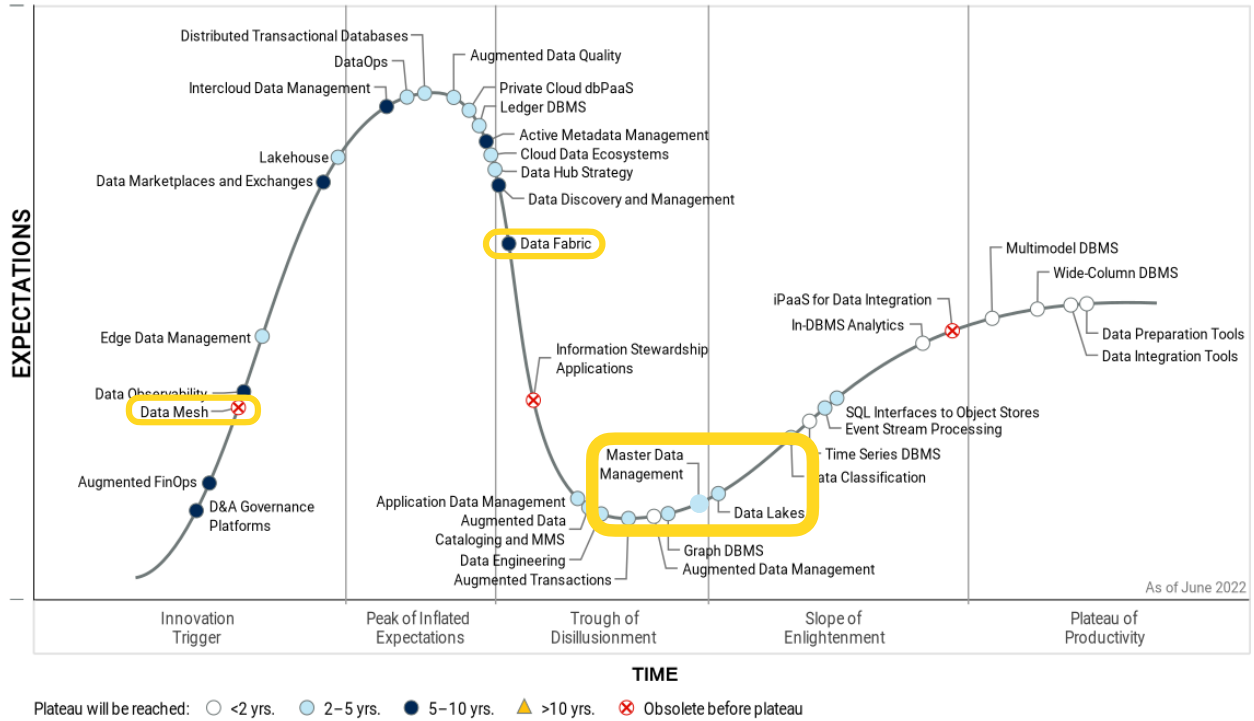 Distributed Transactional Databases
DataOps
Intercloud Data Management
Augmented Data Quality
Private Cloud dbPaaS
Ledger DBMS
Active Metadata Management
Cloud Data Ecosystems
Data Hub Strategy
Data Discovery and Management
Data Fabric
Lakehouse
Data Marketplaces and Exchanges
Edge Data Management
Data Observability
Data Mesh
Augmented FinOps
D&A Governance
Platforms
Information Stewardship
Applications
Application Data Management
Augmented Data
Cataloging and MMS
Data Engineering
Augmented Transactions
Master Data
Management
Data Lakes
Graph DBMS
Augmented Data Management
Multimodel DBMS
Wide-Column DBMS
iPaaS for Data Integration
In-DBMS Analytics
Data Preparation Tools
Data Integration Tools
SQL Interfaces to Object Stores
Event Stream Processing
Time Series DBMS
Data Classification
EXPECTATIONS
As of June 2022
Innovation
Trigger
Peak of Inflated
Expectations
Trough of
Disillusionment
Slope of
Enlightenment
Plateau of
Productivity
TIME
Plateau will be reached: <2 yrs. 2–5 yrs. 5–10 yrs. >10 yrs. Obsolete before plateau